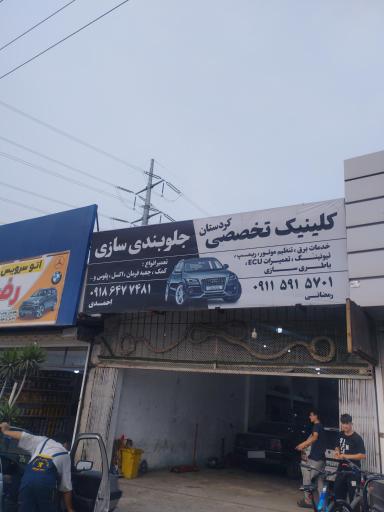 کلینیک تخصصی کردستان
خدمات برق، تنظیم موتور، ریمپ،
تیونینگ، تعمیرات ECU،
باطری سازی
۰۹۱۱ ۵۹۱ ۵۷۰۱
رمضانی
جلوبندی سازی
تعمیر انواع:
کمک، جعبه فرمان، اکسل، پلوس و...
۰۹۱۸ ۶۴۷ ۷۴۸۱
احمدی
اتو سرویس